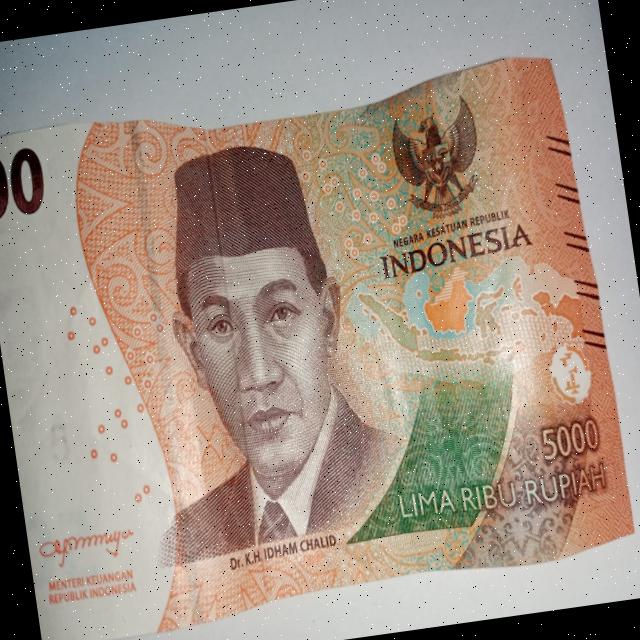 00
NEGARA KESATUAN REPUBLIK
INDONESIA
5000
LIMA RIBU RUPIAH
Dr. K.H. IDHAM CHALID
MENTERI KEUANGAN
REPUBLIK INDONESIA